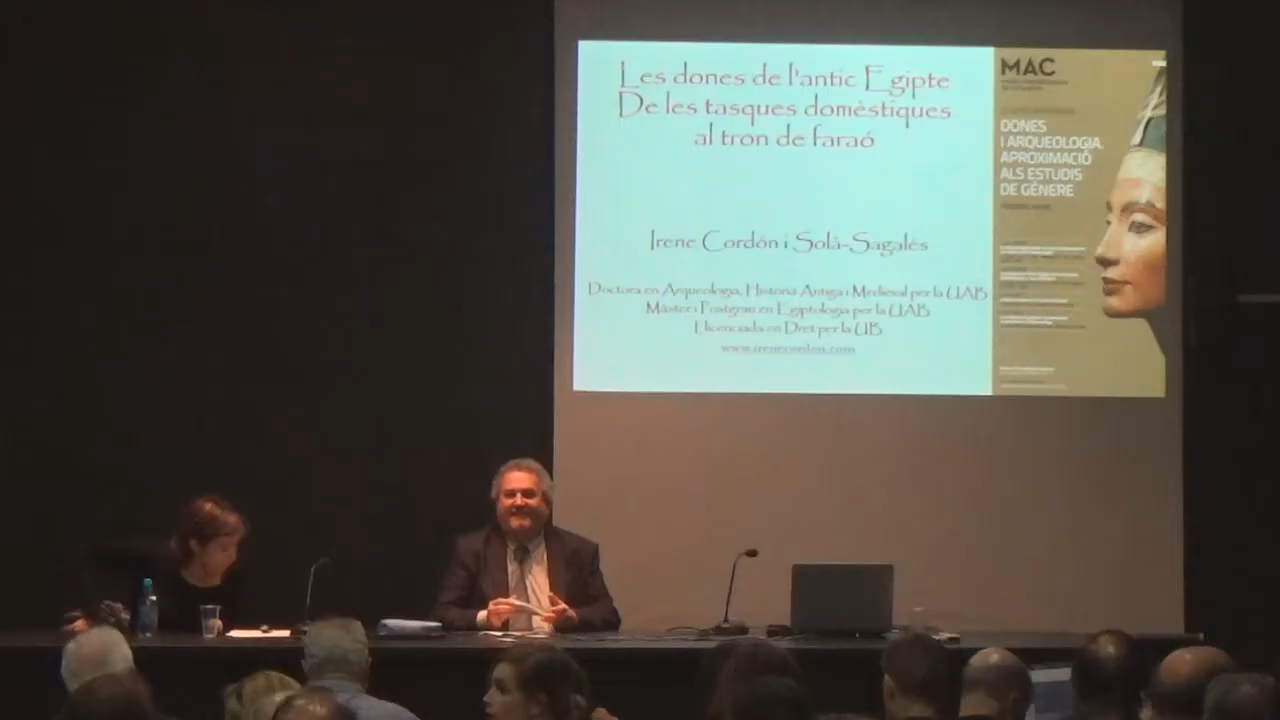 Les dones de l'antic Egipte
De les tasques domèstiques
al tron de faraó
Irene Cordón i Solà-Sagalés
Doctora en Arqueologia, Història Antiga i Medieval per la UAB
Màster i Postgrau en Egiptologia per la UAB
Llicenciada en Dret per la UB
www.irenecordon.com
MAC
DONES
I ARQUEOLOGIA.
APROXIMACIÓ
ALS ESTUDIS
DE GÈNERE